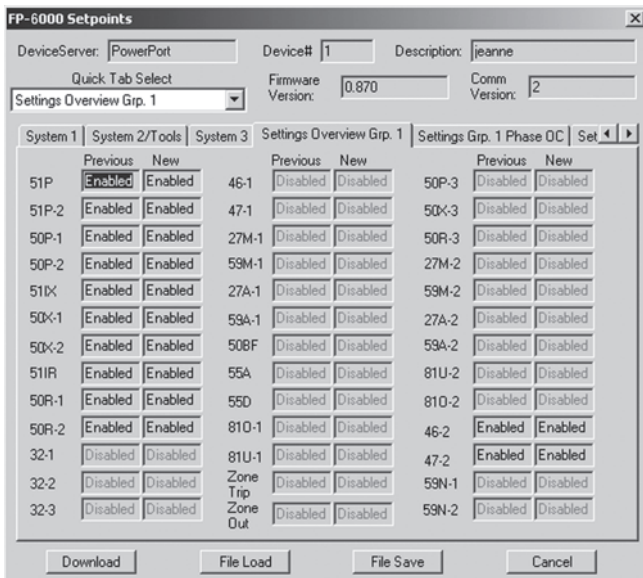 FP-6000 Setpoints
DeviceServer: PowerPort Device# 1 Description: jeanne
Quick Tab Select
Settings Overview Grp. 1
Firmware Version: 0.870 Comm Version: 2
System 1 System 2/Tools System 3 Settings Overview Grp. 1 Settings Grp. 1 Phase OC Set
Previous New Previous New Previous New
51P Enabled Enabled 46-1 Disabled Disabled 50P-3 Disabled Disabled
51P-2 Enabled Enabled 47-1 Disabled Disabled 50X-3 Disabled Disabled
50P-1 Enabled Enabled 27M-1 Disabled Disabled 50R-3 Disabled Disabled
50P-2 Enabled Enabled 59M-1 Disabled Disabled 27M-2 Disabled Disabled
51IX Enabled Enabled 27A-1 Disabled Disabled 59M-2 Disabled Disabled
50X-1 Enabled Enabled 59A-1 Disabled Disabled 27A-2 Disabled Disabled
50X-2 Enabled Enabled 50BF Disabled Disabled 59A-2 Disabled Disabled
51IR Enabled Enabled 55A Disabled Disabled 81U-2 Disabled Disabled
50R-1 Enabled Enabled 55D Disabled Disabled 81O-2 Disabled Disabled
50R-2 Enabled Enabled 81O-1 Disabled Disabled 46-2 Enabled Enabled
32-1 Disabled Disabled 81U-1 Disabled Disabled 47-2 Enabled Enabled
32-2 Disabled Disabled Zone Trip Disabled Disabled 59N-1 Disabled Disabled
32-3 Disabled Disabled Zone Out Disabled Disabled 59N-2 Disabled Disabled
Download File Load File Save Cancel